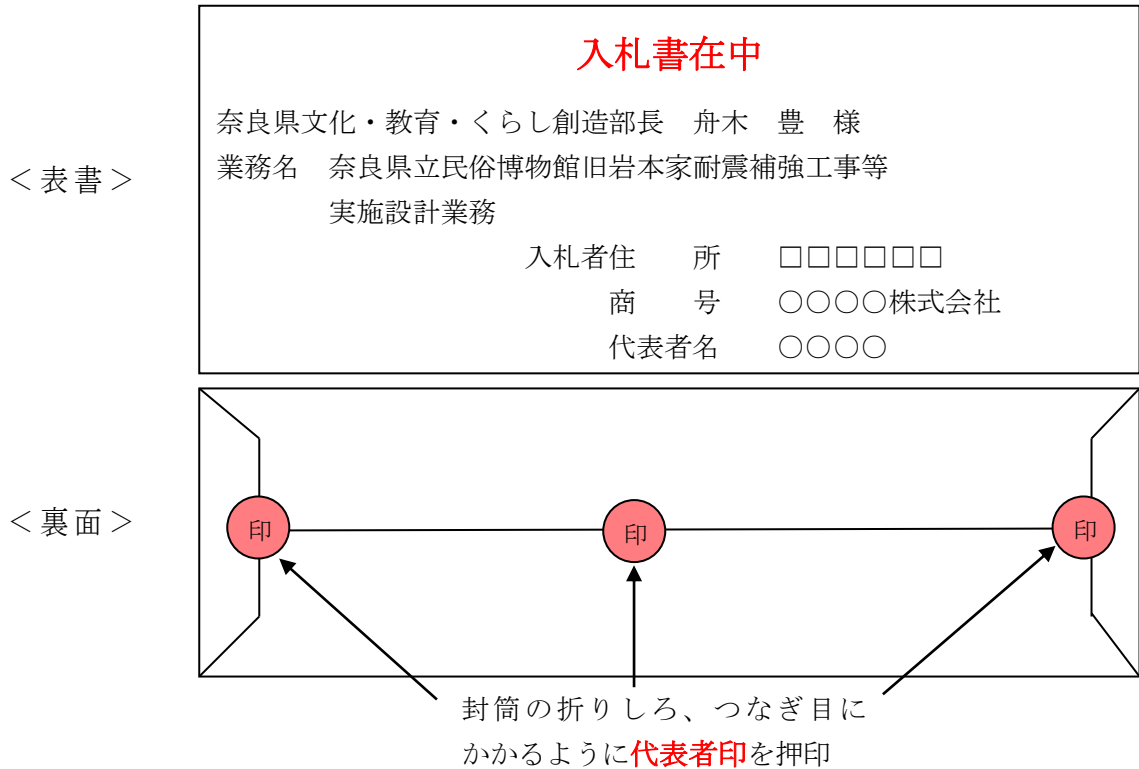 入札書在中
奈良県文化・教育・くらし創造部長　舟木　豊　様
＜表書＞
業務名　奈良県立民俗博物館旧岩本家耐震補強工事等
実施設計業務
入札者住　　所　　□□□□□□
商　　号　　○○○○株式会社
代表者名　　○○○○
＜裏面＞
印
印
印
封筒の折りしろ、つなぎ目に
かかるように代表者印を押印